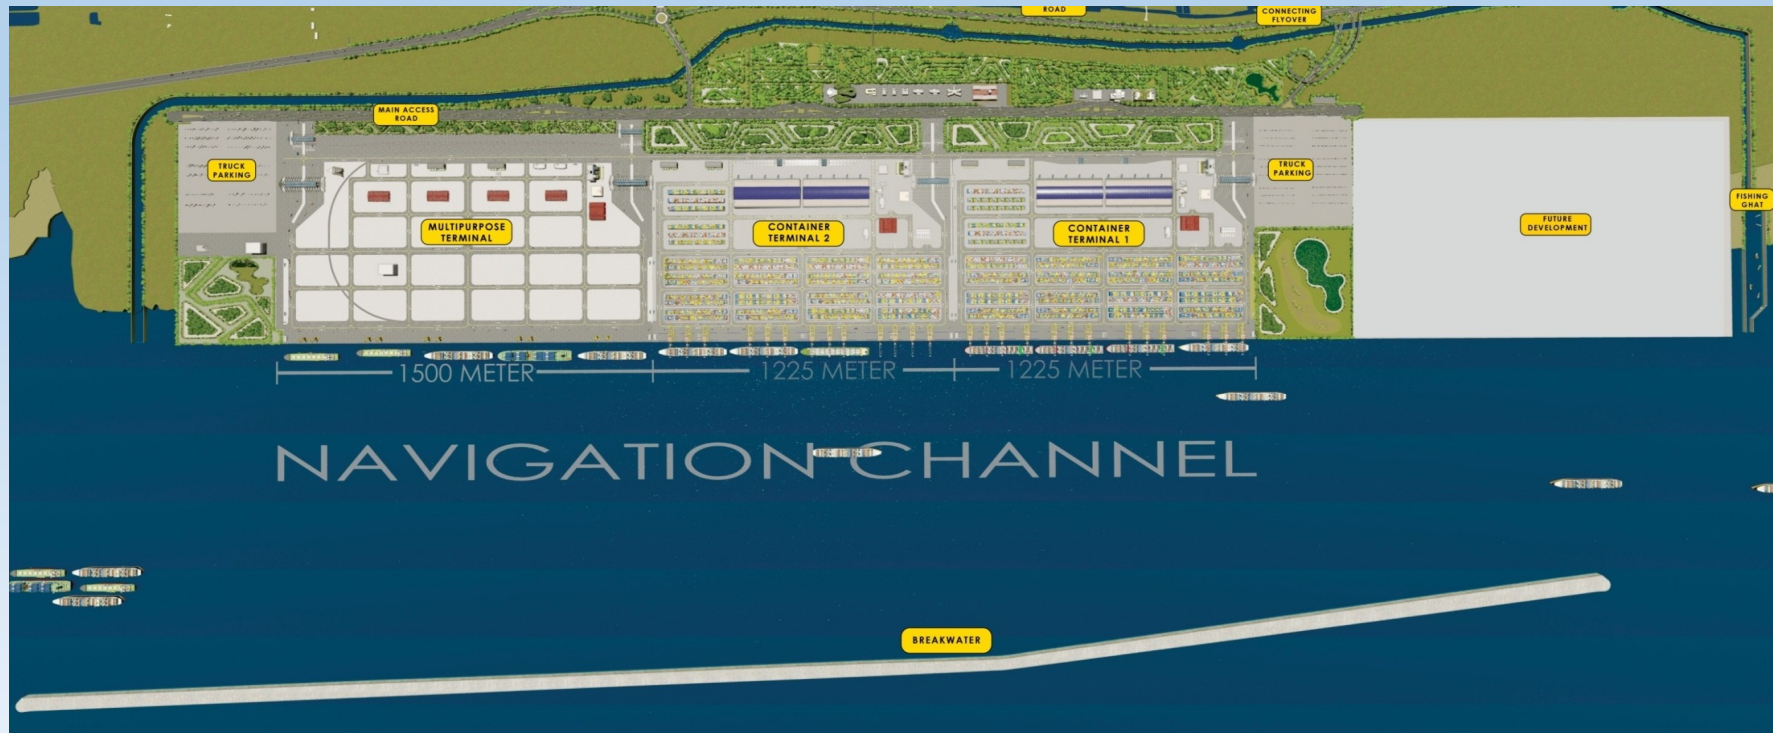 ROAD
CONNECTING
FLYOVER
MAIN ACCESS
ROAD
TRUCK
PARKING
TRUCK
PARKING
FISHING
GHAT
MULTIPURPOSE
TERMINAL
CONTAINER
TERMINAL 2
CONTAINER
TERMINAL 1
FUTURE
DEVELOPMENT
1500 METER
1225 METER
1225 METER
NAVIGATION CHANNEL
BREAKWATER